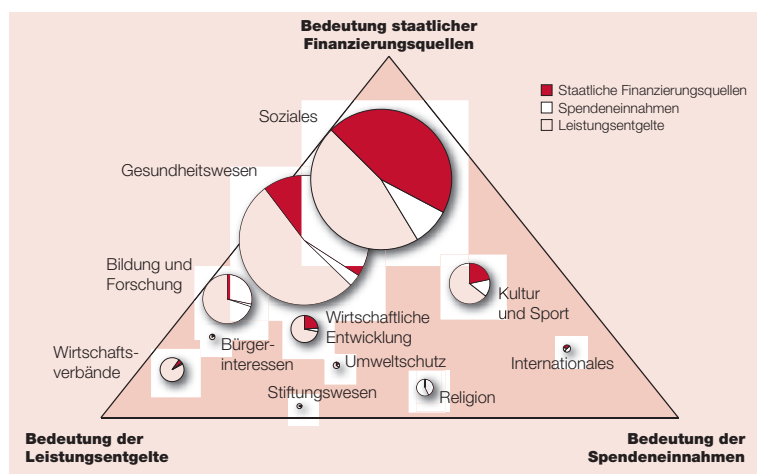 Bedeutung staatlicher
Finanzierungsquellen
Staatliche Finanzierungsquellen
Spendeneinnahmen
Leistungsentgelte
Soziales
Gesundheitswesen
Bildung und
Forschung
Kultur
und Sport
Wirtschaftliche
Entwicklung
Bürger-
interessen
Wirtschafts-
verbände
Umweltschutz
Internationales
Stiftungswesen
Religion
Bedeutung der
Leistungsentgelte
Bedeutung der
Spendeneinnahmen